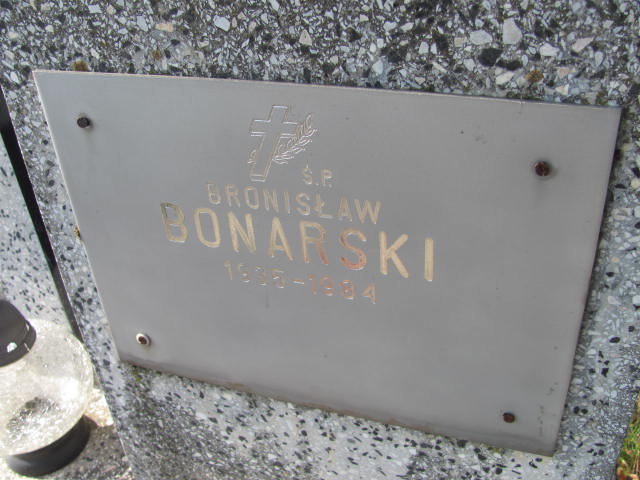 Ś.P.
BRONISŁAW
BONARSKI
1935-1984